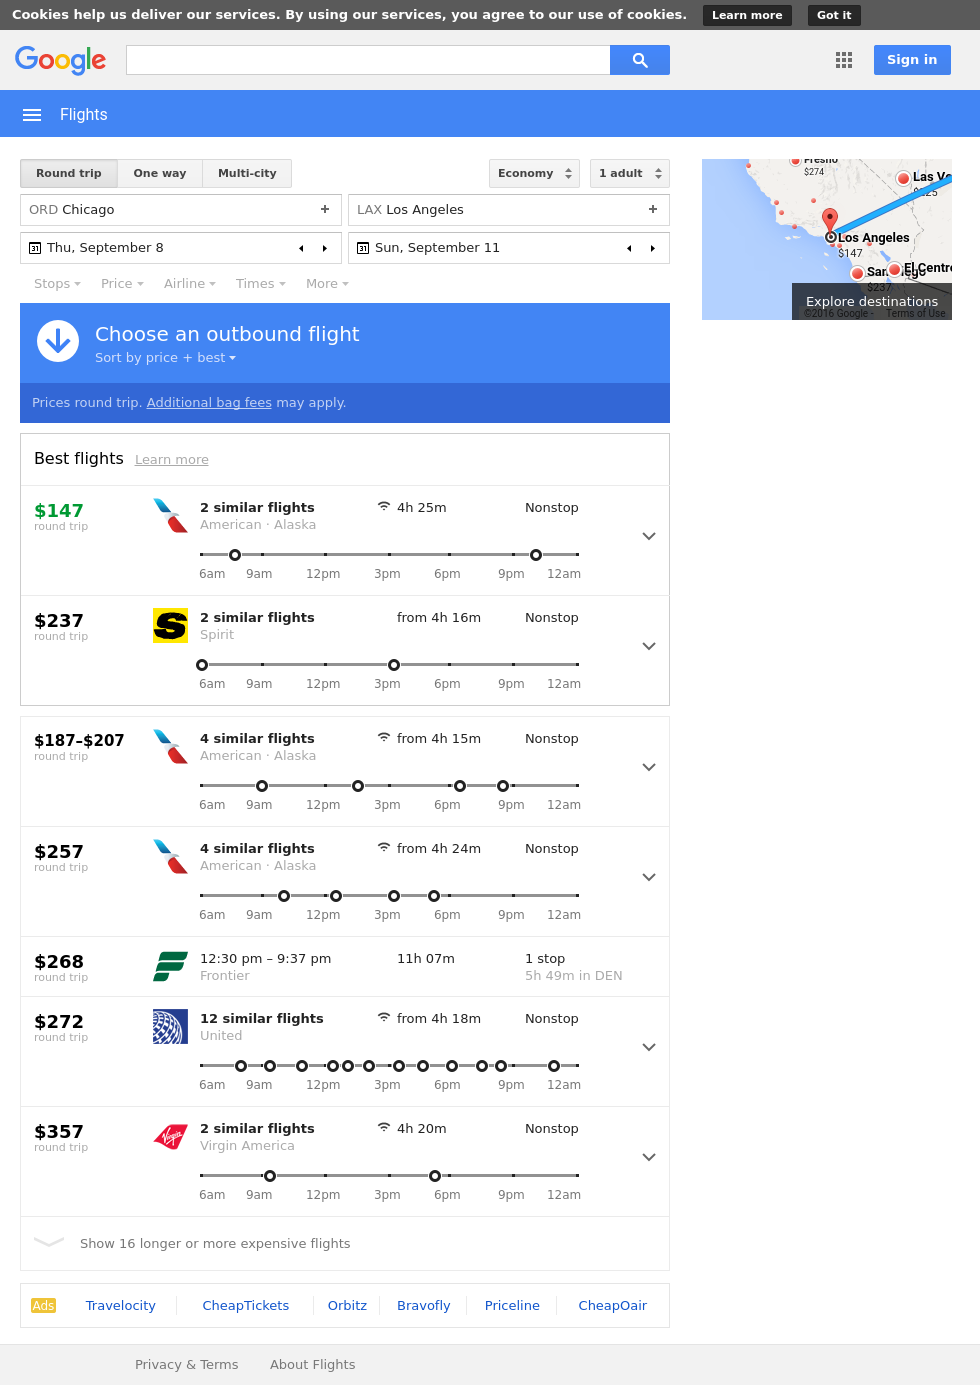 Cookies help us deliver our services. By using our services, you agree to our use of cookies. Learn more Got it
Google Sign in
Flights
Round trip One way Multi-city Economy 1 adult
ORD Chicago + LAX Los Angeles +
31 Thu, September 8 31 Sun, September 11
Stops Price Airline Times More
Fresno
$274
Las Ve
Los Angeles
$147
El Centro
$237
Explore destinations
©2016 Google - Terms of Use
Choose an outbound flight
Sort by price + best
Prices round trip. Additional bag fees may apply.
Best flights Learn more
$147 2 similar flights 4h 25m Nonstop
round trip American · Alaska
6am 9am 12pm 3pm 6pm 9pm 12am
$237 2 similar flights from 4h 16m Nonstop
round trip Spirit
6am 9am 12pm 3pm 6pm 9pm 12am
$187–$207 4 similar flights from 4h 15m Nonstop
round trip American · Alaska
6am 9am 12pm 3pm 6pm 9pm 12am
$257 4 similar flights from 4h 24m Nonstop
round trip American · Alaska
6am 9am 12pm 3pm 6pm 9pm 12am
$268 12:30 pm – 9:37 pm 11h 07m 1 stop
round trip Frontier 5h 49m in DEN
$272 12 similar flights from 4h 18m Nonstop
round trip United
6am 9am 12pm 3pm 6pm 9pm 12am
$357 Virgin 2 similar flights 4h 20m Nonstop
round trip Virgin America
6am 9am 12pm 3pm 6pm 9pm 12am
Show 16 longer or more expensive flights
Ads Travelocity CheapTickets Orbitz Bravofly Priceline CheapOair
Privacy & Terms About Flights